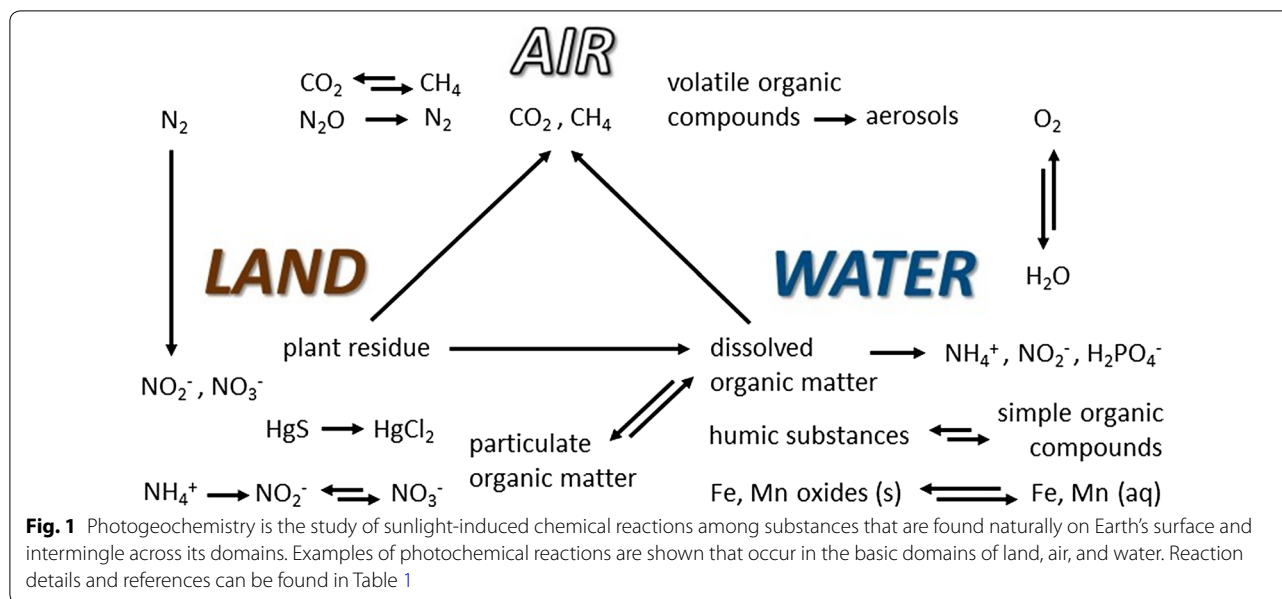 AIR
CO₂ ⇄ CH₄
N₂O → N₂
CO₂ , CH₄
volatile organic
compounds → aerosols
N₂
O₂
LAND
WATER
H₂O
plant residue
dissolved
organic matter
NH₄⁺ , NO₂⁻ , H₂PO₄⁻
NO₂⁻ , NO₃⁻
HgS → HgCl₂
particulate
organic matter
humic substances
simple organic
compounds
NH₄⁺ → NO₂⁻ ⇄ NO₃⁻
Fe, Mn oxides (s) ⇄ Fe, Mn (aq)
Fig. 1 Photogeochemistry is the study of sunlight-induced chemical reactions among substances that are found naturally on Earth’s surface and
intermingle across its domains. Examples of photochemical reactions are shown that occur in the basic domains of land, air, and water. Reaction
details and references can be found in Table 1